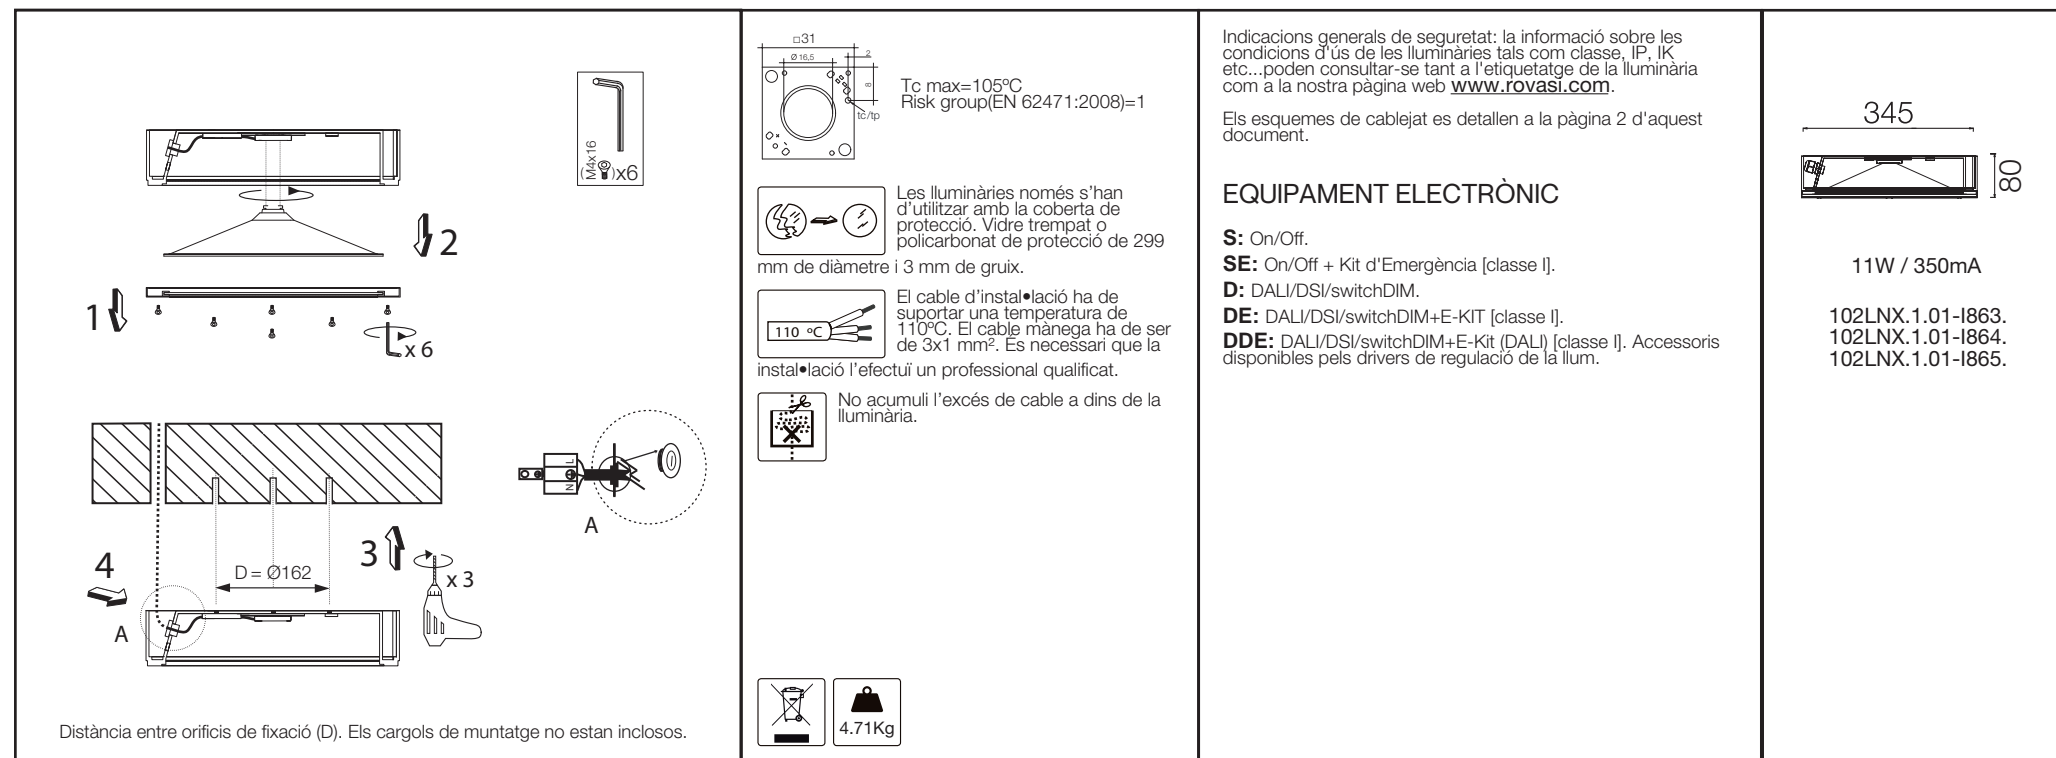 M4x16
( )x6
2
1
x 6
3
x 3
4
D = Ø162
A
L
N
A
Distància entre orificis de fixació (D). Els cargols de muntatge no estan inclosos.
□31
Ø 16,5
2
8
tc/tp
Tc max=105ºC
Risk group(EN 62471:2008)=1
Les lluminàries només s’han
d’utilitzar amb la coberta de
protecció. Vidre trempat o
policarbonat de protecció de 299
mm de diàmetre i 3 mm de gruix.
110 ºC
El cable d’instal•lació ha de
suportar una temperatura de
110ºC. El cable mànega ha de ser
de 3x1 mm². És necessari que la
instal•lació l’efectuï un professional qualificat.
No acumuli l’excés de cable a dins de la
lluminària.
4.71Kg
Indicacions generals de seguretat: la informació sobre les
condicions d'ús de les lluminàries tals com classe, IP, IK
etc...poden consultar-se tant a l'etiquetatge de la lluminària
com a la nostra pàgina web www.rovasi.com.
Els esquemes de cablejat es detallen a la pàgina 2 d'aquest
document.
EQUIPAMENT ELECTRÒNIC
S: On/Off.
SE: On/Off + Kit d'Emergència [classe I].
D: DALI/DSI/switchDIM.
DE: DALI/DSI/switchDIM+E-KIT [classe I].
DDE: DALI/DSI/switchDIM+E-Kit (DALI) [classe I]. Accessoris
disponibles pels drivers de regulació de la llum.
345
80
11W / 350mA
102LNX.1.01-I863.
102LNX.1.01-I864.
102LNX.1.01-I865.